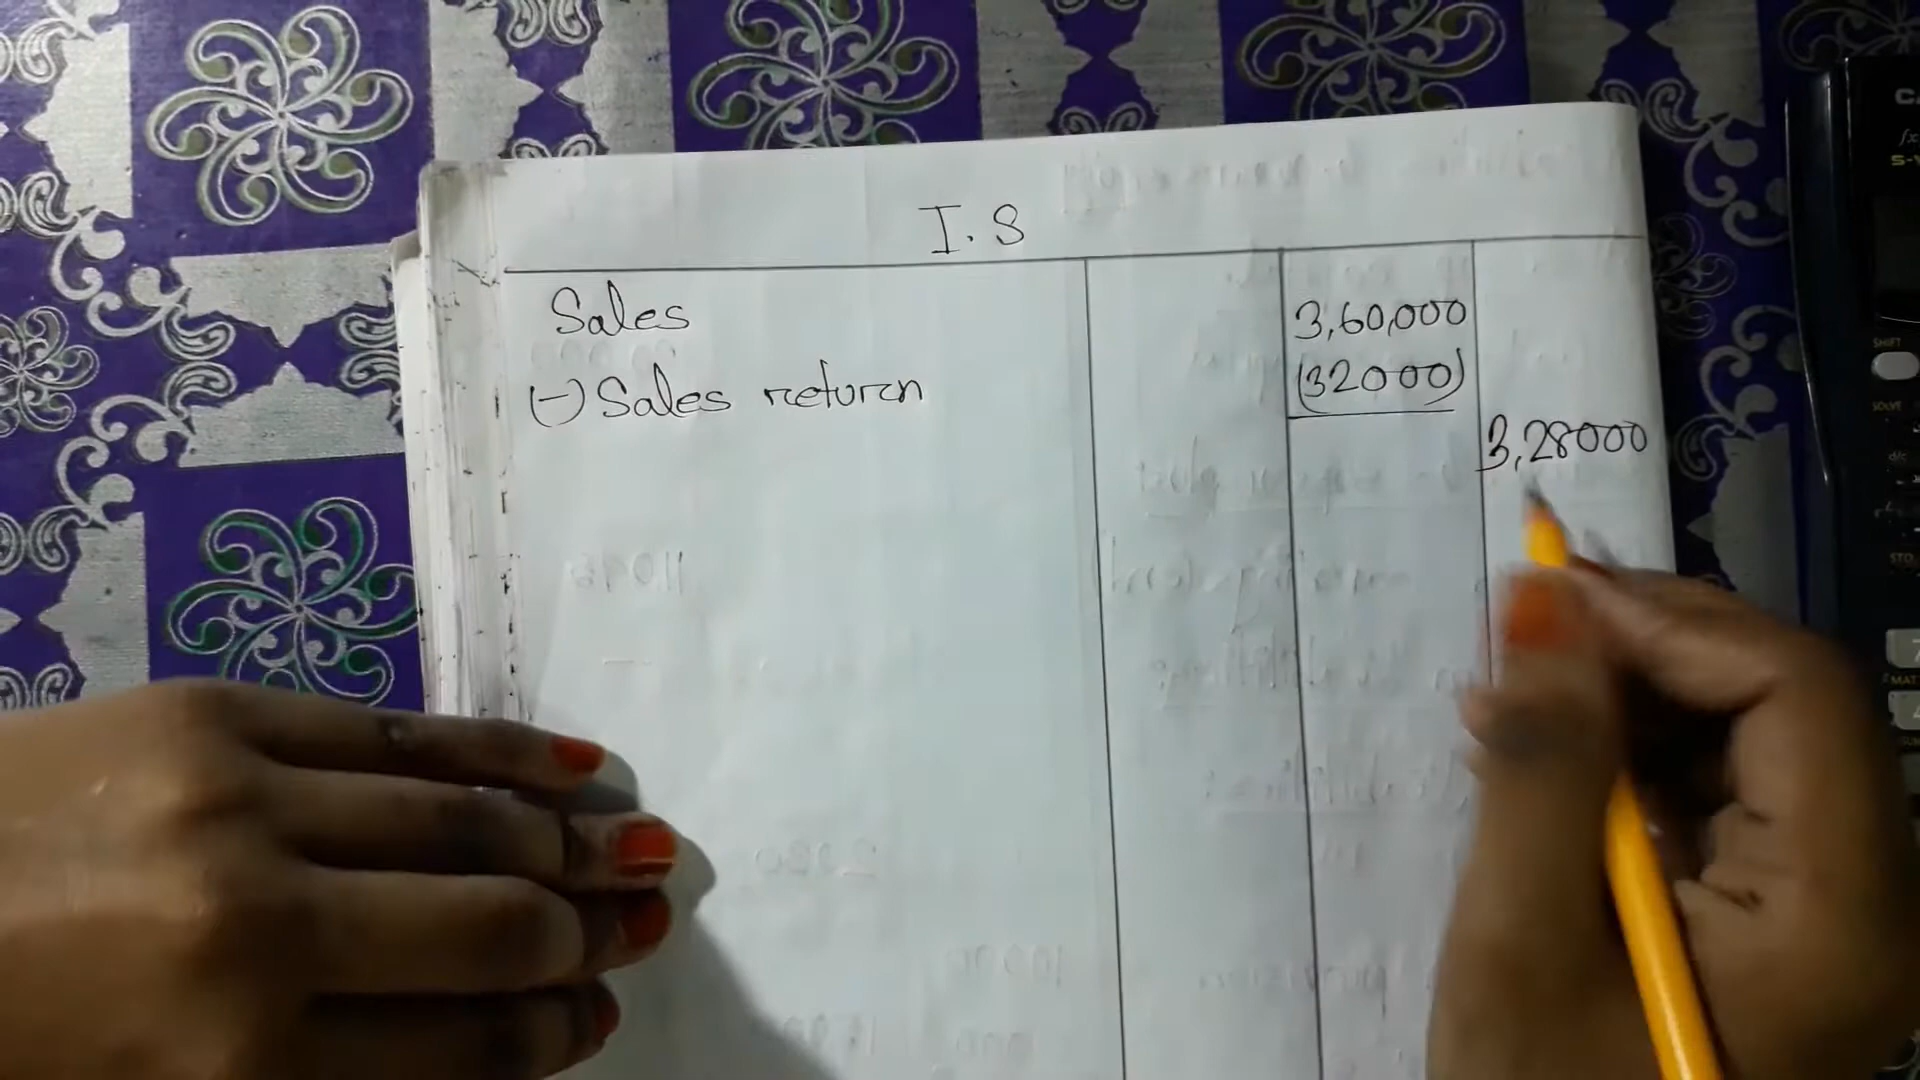 I.S
Sales 3,60,000
(-) Sales return (32000)
3,28000